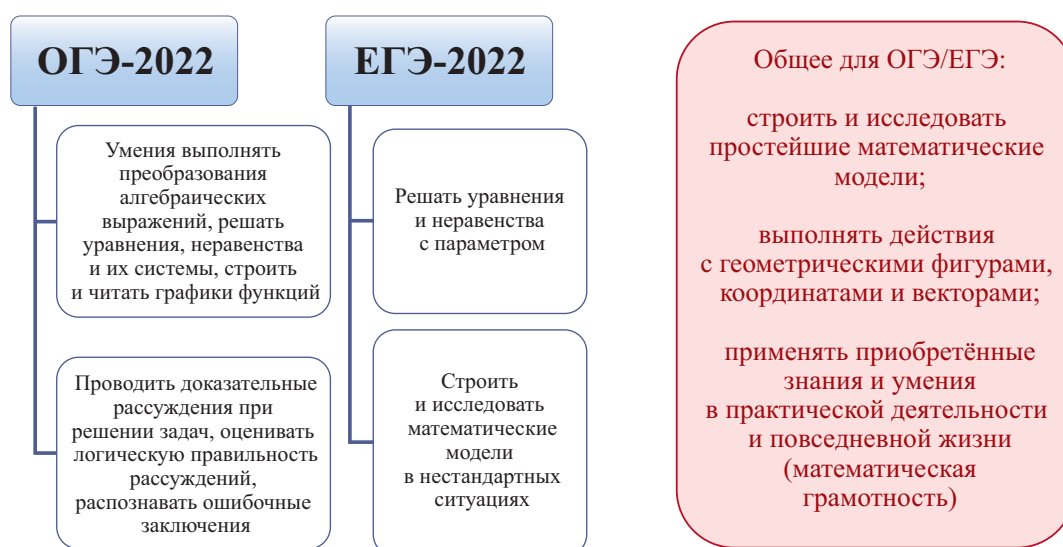 ОГЭ-2022
Умения выполнять
преобразования
алгебраических
выражений, решать
уравнения, неравенства
и их системы, строить
и читать графики функций
Проводить доказательные
рассуждения при
решении задач, оценивать
логическую правильность
рассуждений,
распознавать ошибочные
заключения
ЕГЭ-2022
Решать уравнения
и неравенства
с параметром
Строить
и исследовать
математические
модели
в нестандартных
ситуациях
Общее для ОГЭ/ЕГЭ:
строить и исследовать
простейшие математические
модели;
выполнять действия
с геометрическими фигурами,
координатами и векторами;
применять приобретённые
знания и умения
в практической деятельности
и повседневной жизни
(математическая
грамотность)